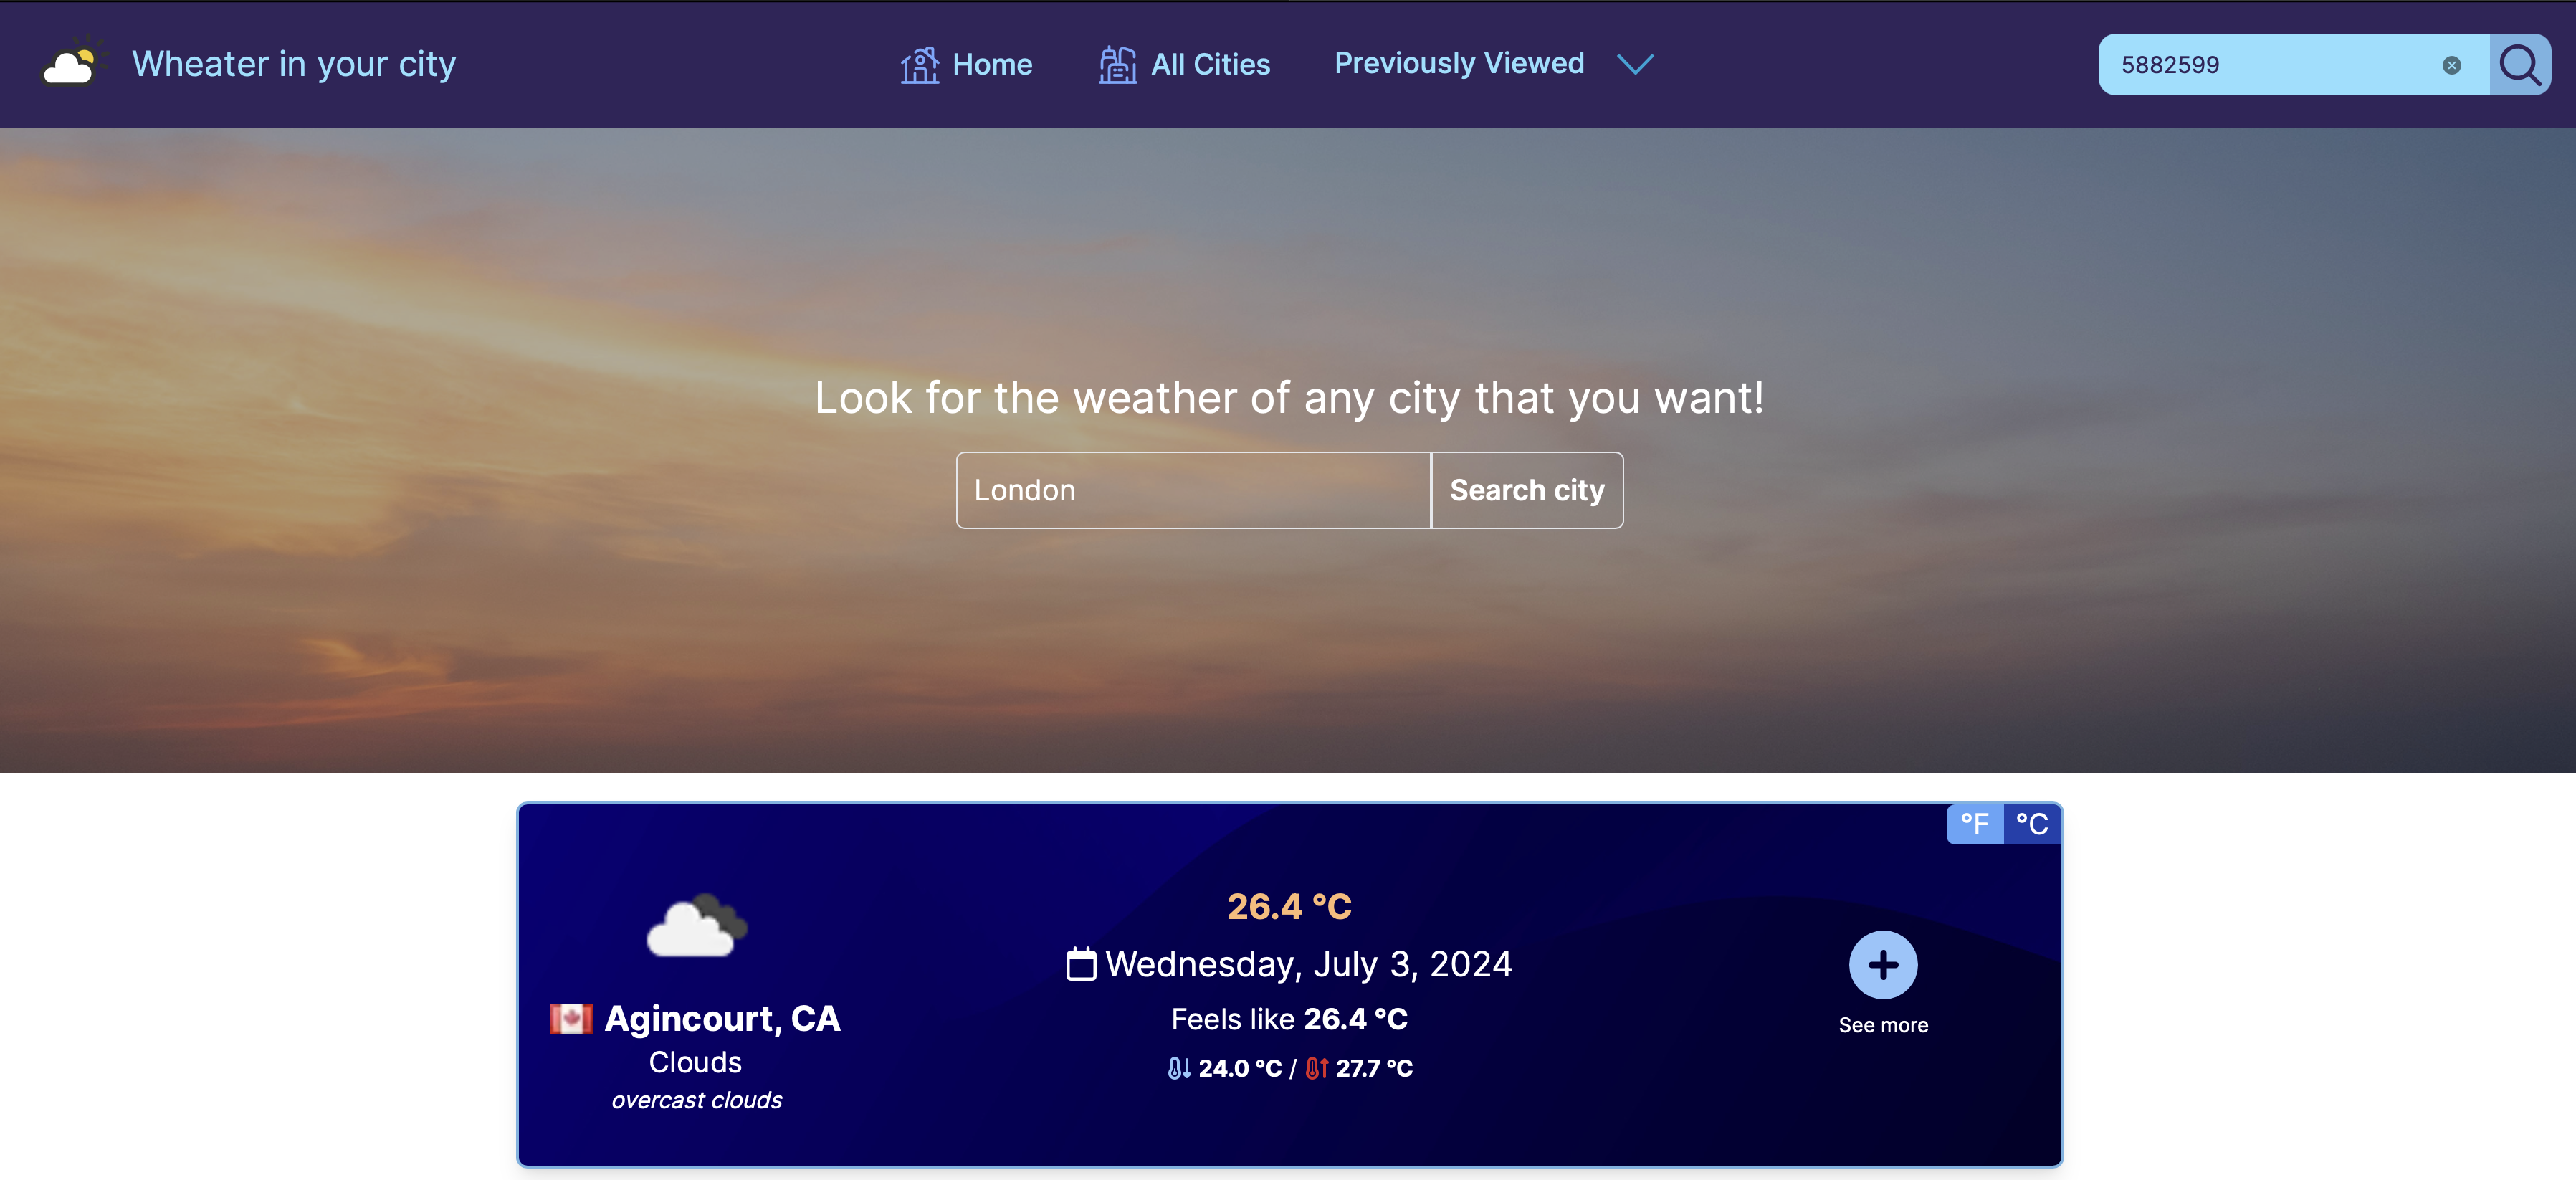 Wheater in your city
Home
All Cities
Previously Viewed
5882599
Look for the weather of any city that you want!
London
Search city
°F
°C
26.4 °C
Wednesday, July 3, 2024
Feels like 26.4 °C
24.0 °C / 27.7 °C
Agincourt, CA
Clouds
overcast clouds
See more